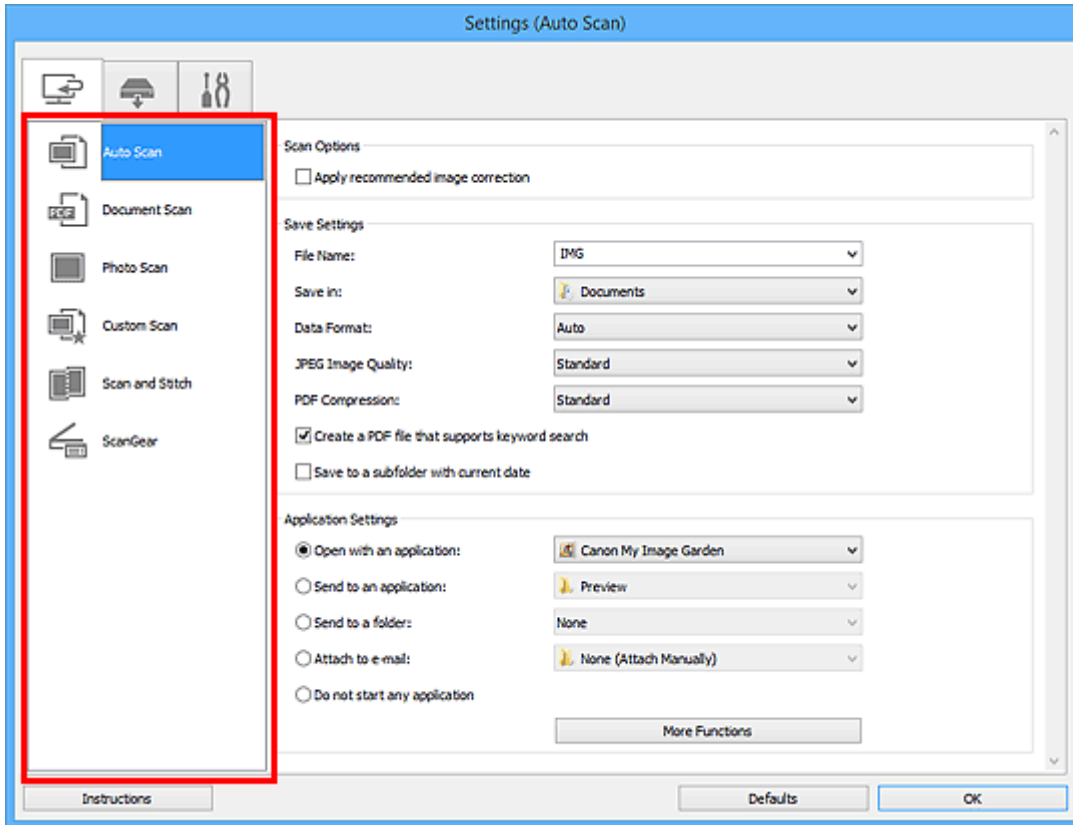 Settings (Auto Scan)
Auto Scan
PDF
Document Scan
Photo Scan
Custom Scan
Scan and Stitch
ScanGear
Scan Options
Apply recommended image correction
Save Settings
File Name: IMG
Save in: Documents
Data Format: Auto
JPEG Image Quality: Standard
PDF Compression: Standard
Create a PDF file that supports keyword search
Save to a subfolder with current date
Application Settings
Open with an application: Canon My Image Garden
Send to an application: Preview
Send to a folder: None
Attach to e-mail: None (Attach Manually)
Do not start any application
More Functions
Instructions Defaults OK